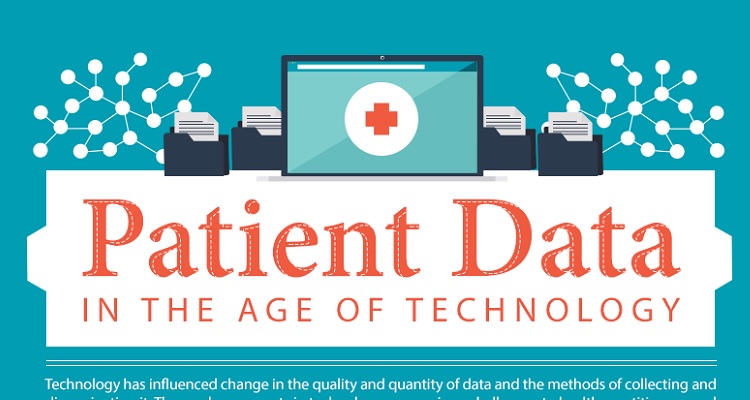 Patient Data
IN THE AGE OF TECHNOLOGY
Technology has influenced change in the quality and quantity of data and the methods of collecting and